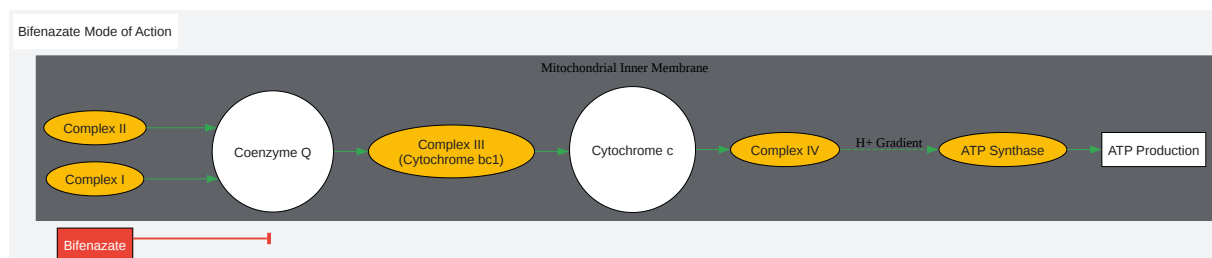 Bifenazate Mode of Action
Mitochondrial Inner Membrane
Complex II
Complex I
Coenzyme Q
Complex III
(Cytochrome bc1)
Cytochrome c
Complex IV
H+ Gradient
ATP Synthase
ATP Production
Bifenazate